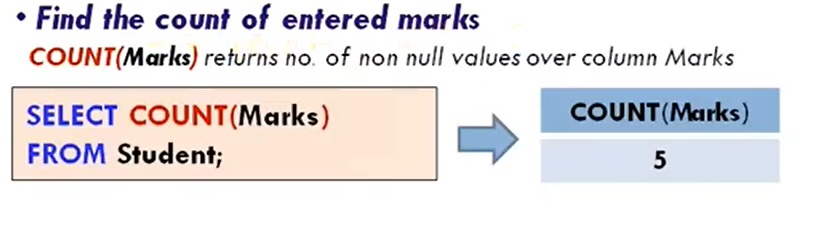 • Find the count of entered marks
COUNT(Marks) returns no. of non null values over column Marks
SELECT COUNT(Marks)
FROM Student;
COUNT(Marks)
5